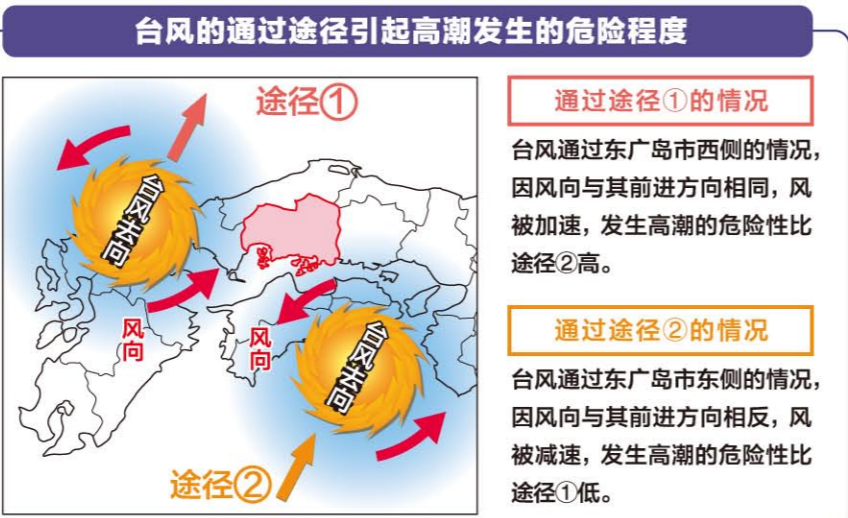 台风的通过途径引起高潮发生的危险程度
途径①
台风去向
风向
风向
台风去向
途径②
通过途径①的情况
台风通过东广岛市西侧的情况，
因风向与其前进方向相同，风
被加速，发生高潮的危险性比
途径②高。
通过途径②的情况
台风通过东广岛市东侧的情况，
因风向与其前进方向相反，风
被减速，发生高潮的危险性比
途径①低。